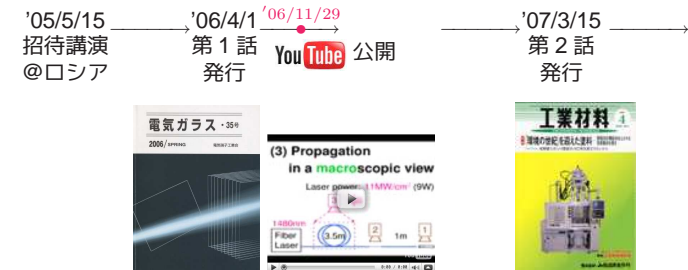 '05/5/15
招待講演
@ロシア
'06/4/1
第1話
発行
'06/11/29
YouTube 公開
'07/3/15
第2話
発行
電気ガラス・35号
2006/SPRING
(3) Propagation
in a macroscopic view
Laser power: 11MW/cm² (9W)
1480nm
Fiber
Laser
3.5m
2
1m
1
工業材料
4